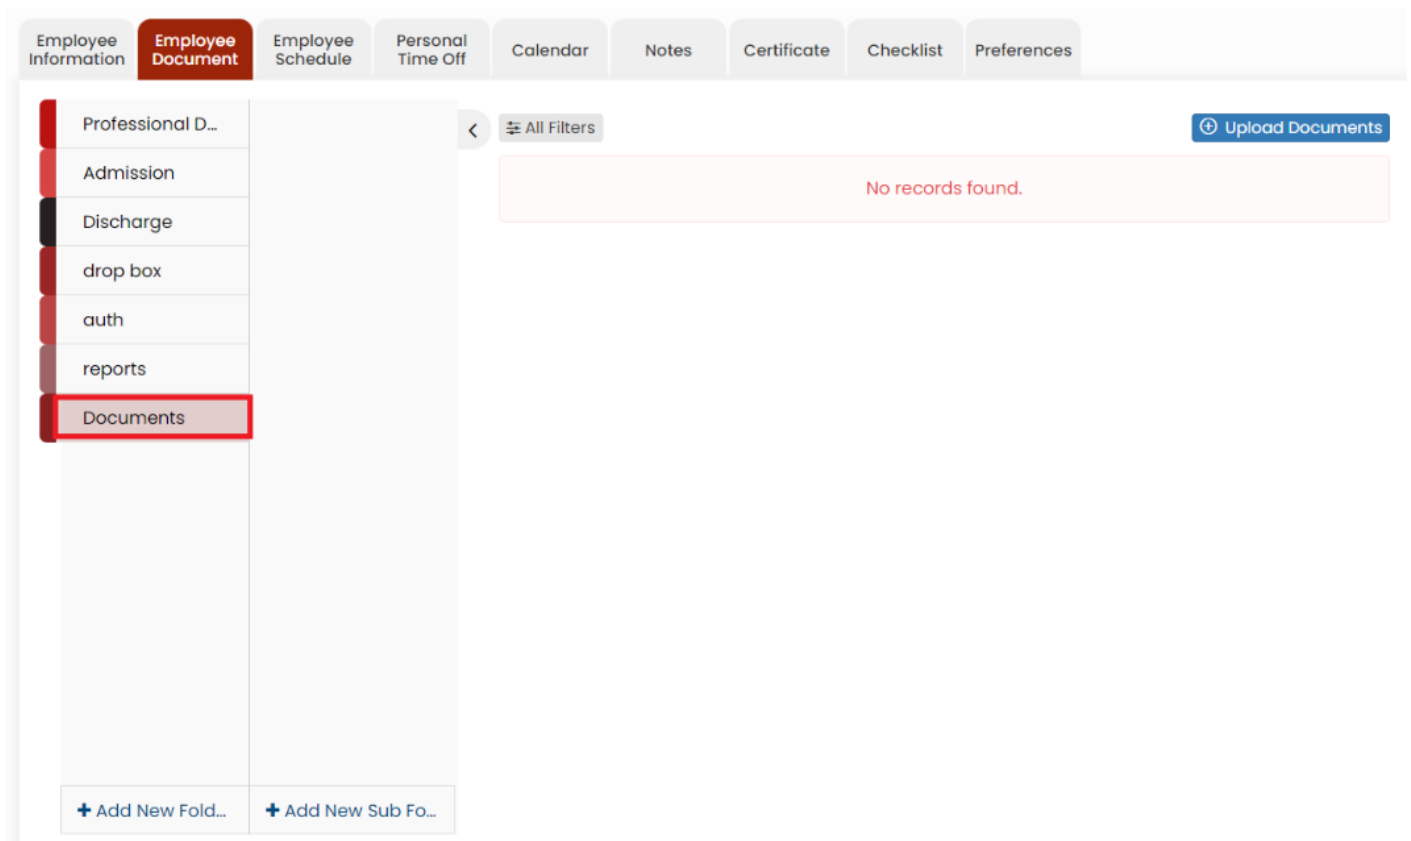 Employee Information
Employee Document
Employee Schedule
Personal Time Off
Calendar
Notes
Certificate
Checklist
Preferences
Professional D...
Admission
Discharge
drop box
auth
reports
Documents
+ Add New Fold...
+ Add New Sub Fo...
All Filters
Upload Documents
No records found.